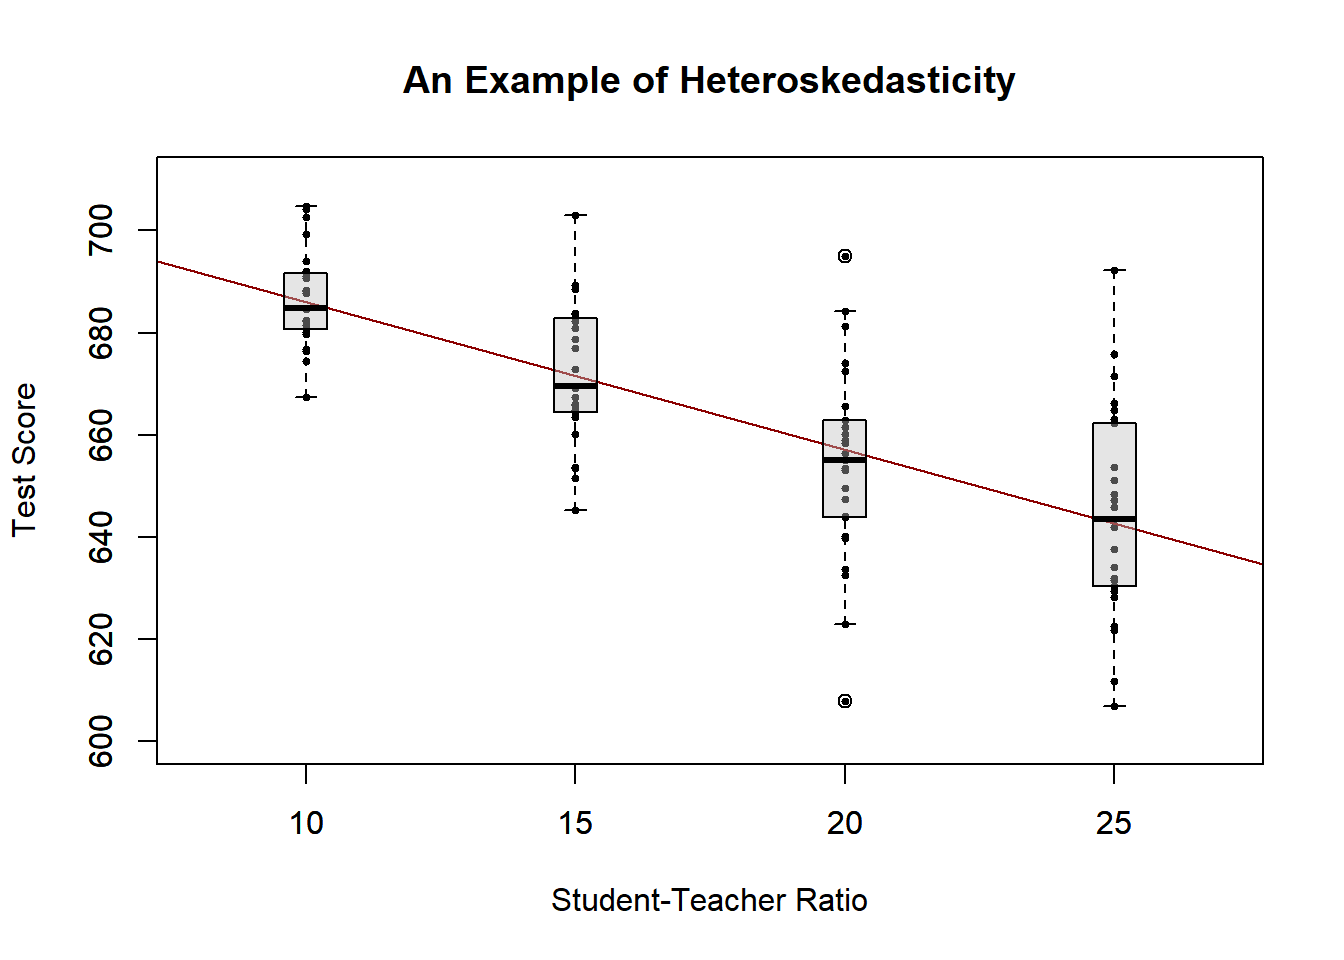 An Example of Heteroskedasticity
700
680
660
640
620
600
Test Score
10 15 20 25
Student-Teacher Ratio